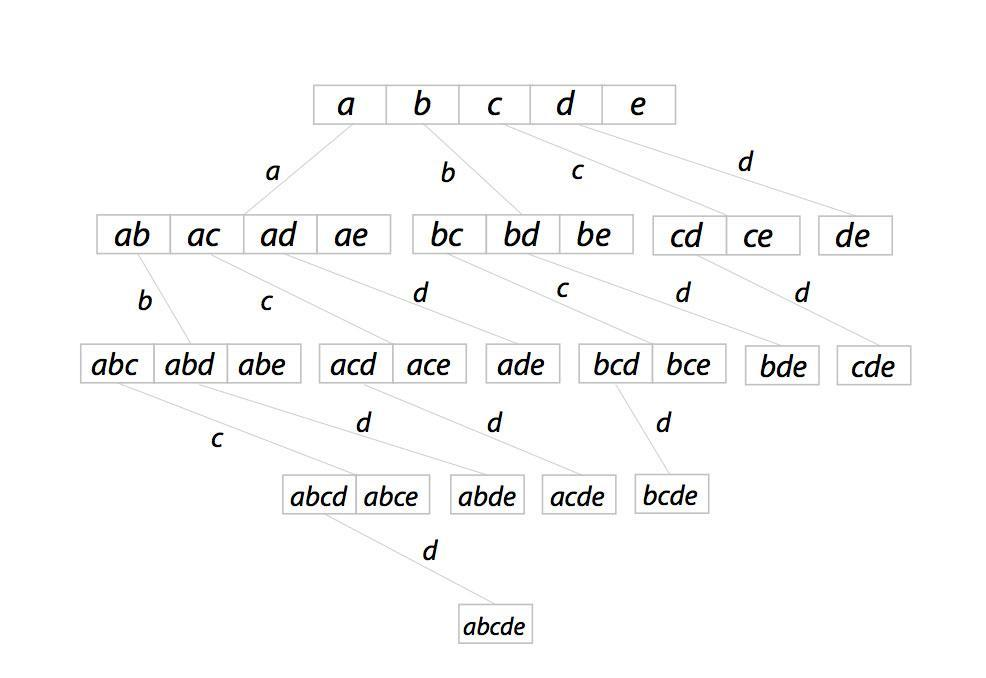 a b c d e
a b c d
ab ac ad ae bc bd be cd ce de
b c d c d d
abc abd abe acd ace ade bcd bce bde cde
c d d d
abcd abce abde acde bcde
d
abcde